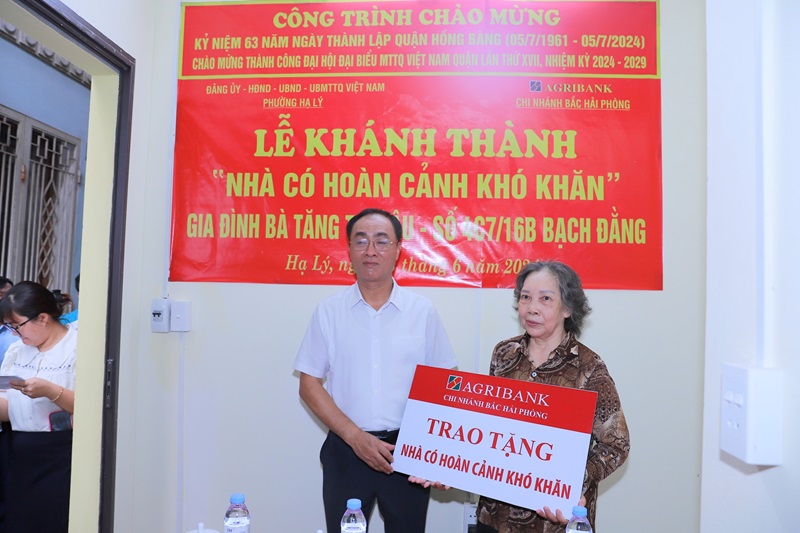 CÔNG TRÌNH CHÀO MỪNG
KỶ NIỆM 63 NĂM NGÀY THÀNH LẬP QUẬN HỒNG BÀNG (05/7/1961 - 05/7/2024)
CHÀO MỪNG THÀNH CÔNG ĐẠI HỘI ĐẠI BIỂU MTTQ VIỆT NAM QUẬN LẦN THỨ XVII, NHIỆM KỲ 2024 - 2029
ĐẢNG ỦY - HĐND - UBND - UBMTTQ VIỆT NAM
PHƯỜNG HẠ LÝ
AGRIBANK
CHI NHÁNH BẮC HẢI PHÒNG
LỄ KHÁNH THÀNH
"NHÀ CÓ HOÀN CẢNH KHÓ KHĂN"
GIA ĐÌNH BÀ TĂNG - SỐ /16B BẠCH ĐẰNG
Hạ Lý, tháng 6 năm
AGRIBANK
CHI NHÁNH BẮC HẢI PHÒNG
TRAO TẶNG
NHÀ CÓ HOÀN CẢNH KHÓ KHĂN